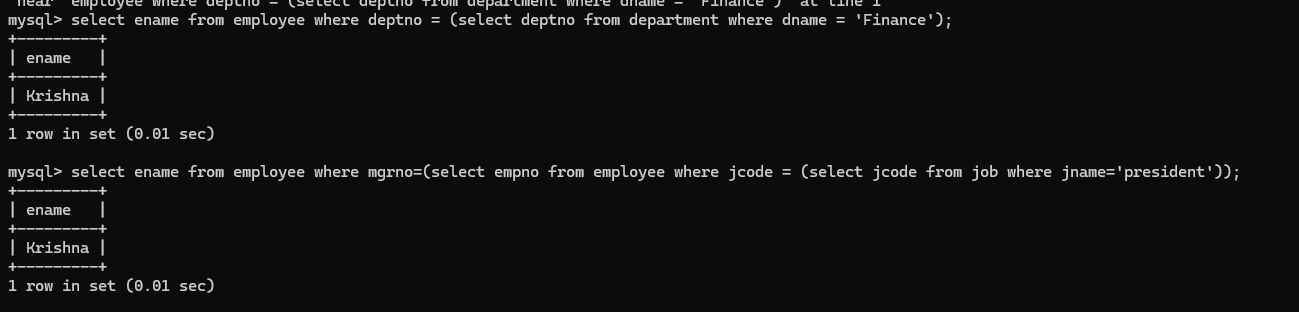 near 'employee where deptno = (select deptno from department where dname = 'Finance')' at line 1
mysql> select ename from employee where deptno = (select deptno from department where dname = 'Finance');
+---------+
| ename   |
+---------+
| Krishna |
+---------+
1 row in set (0.01 sec)
mysql> select ename from employee where mgrno=(select empno from employee where jcode = (select jcode from job where jname='president'));
+---------+
| ename   |
+---------+
| Krishna |
+---------+
1 row in set (0.01 sec)